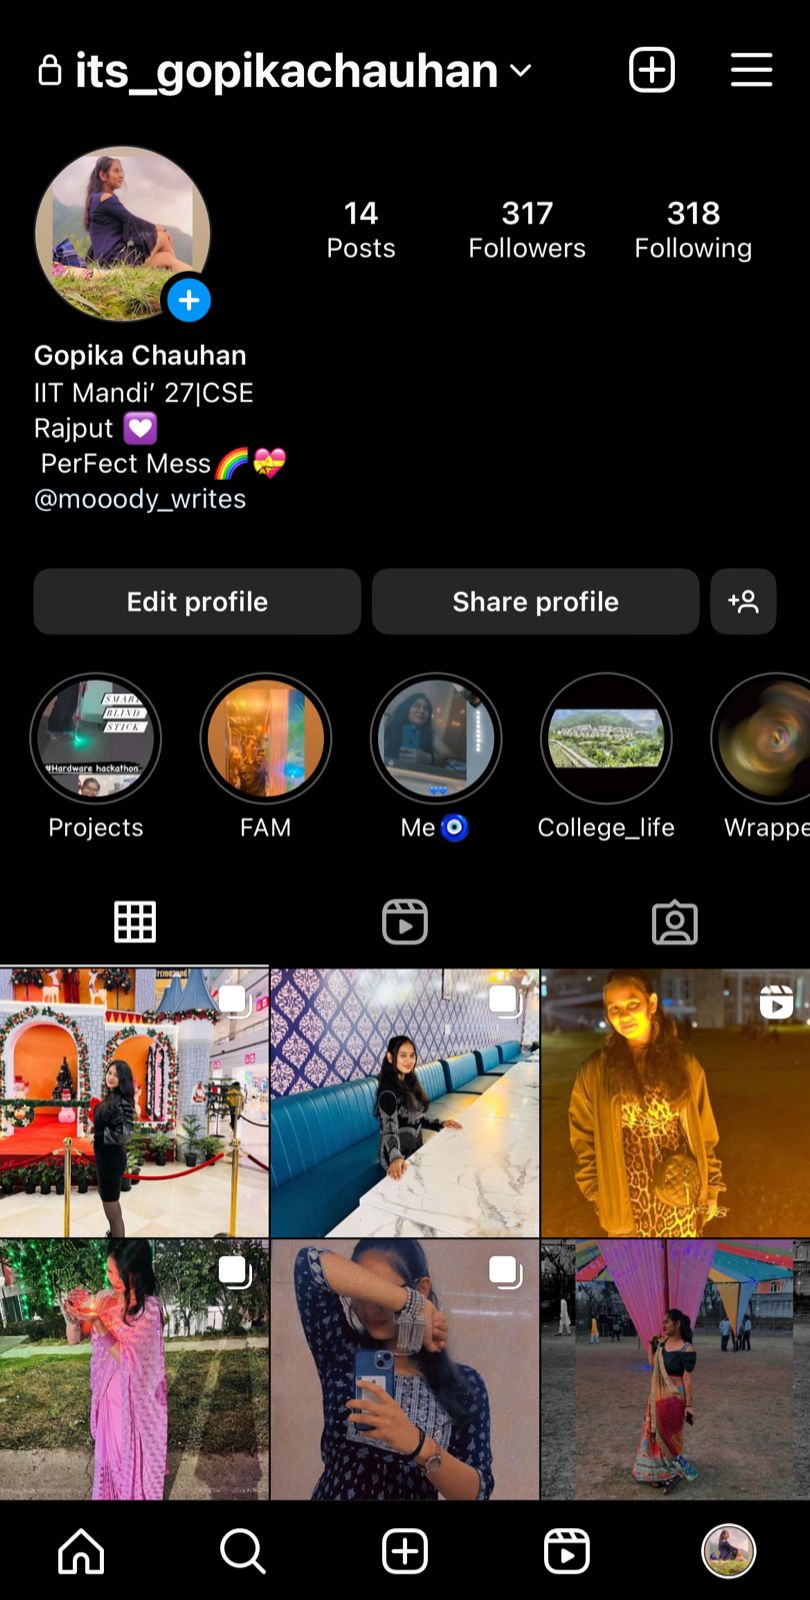 its_gopikachauhan
14
Posts
317
Followers
318
Following
Gopika Chauhan
IIT Mandi’ 27|CSE
Rajput 💟
PerFect Mess🌈💝
@mooody_writes
Edit profile
Share profile
SMAR
BLIND
STICK
#Hardware hackathon
Projects
FAM
Me🧿
College_life
Wrappe